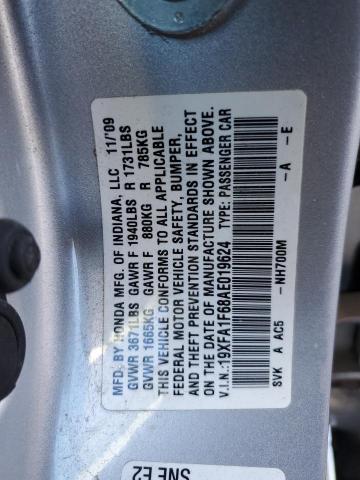 MFD. BY HONDA MFG. OF INDIANA, LLC 11/'09
GVWR 3671LBS GAWR F 1940LBS R 1731LBS
GVWR 1665KG GAWR F 880KG R 785KG
THIS VEHICLE CONFORMS TO ALL APPLICABLE
FEDERAL MOTOR VEHICLE SAFETY, BUMPER,
AND THEFT PREVENTION STANDARDS IN EFFECT
ON THE DATE OF MANUFACTURE SHOWN ABOVE.
V.I.N.:19XFA1F68AE019624 TYPE: PASSENGER CAR
SVK A AC5 -NH700M -A -E
SNE E2